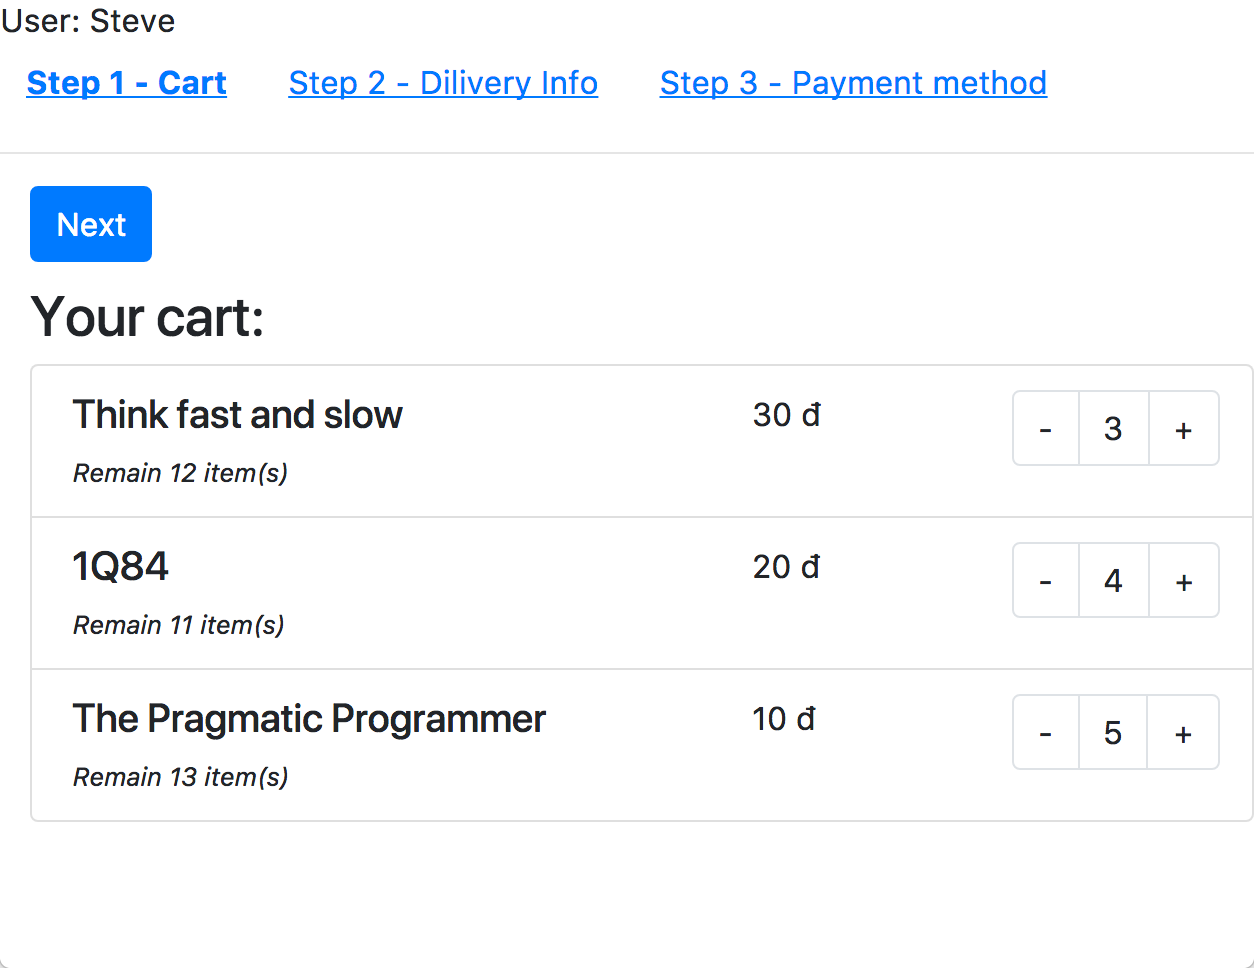 User: Steve
Step 1 - Cart Step 2 - Dilivery Info Step 3 - Payment method
Next
Your cart:
Think fast and slow 30 đ - 3 +
Remain 12 item(s)
1Q84 20 đ - 4 +
Remain 11 item(s)
The Pragmatic Programmer 10 đ - 5 +
Remain 13 item(s)